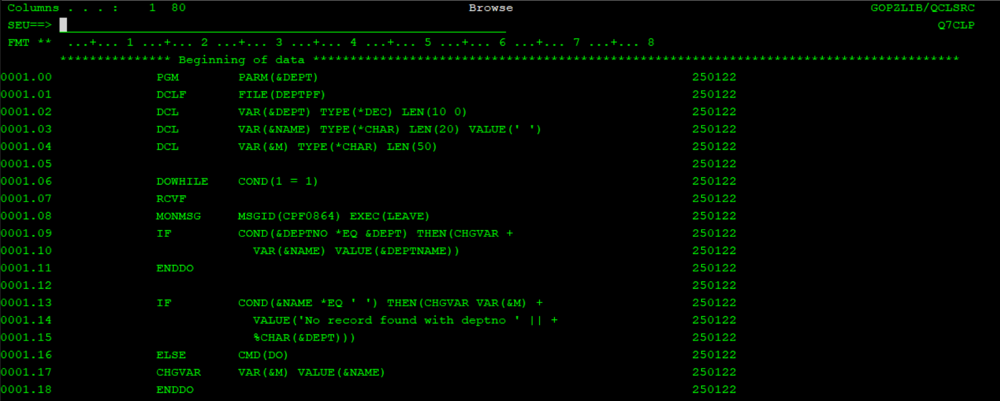 Columns . . . :    1  80                                      Browse                                                GOPZLIB/QCLSRC
SEU==>                                                                                                                       Q7CLP
FMT **  ...+... 1 ...+... 2 ...+... 3 ...+... 4 ...+... 5 ...+... 6 ...+... 7 ...+... 8
*************** Beginning of data ***************************************************************************************
0001.00              PGM        PARM(&DEPT)                                                  250122
0001.01              DCLF       FILE(DEPTPF)                                                 250122
0001.02              DCL        VAR(&DEPT) TYPE(*DEC) LEN(10 0)                              250122
0001.03              DCL        VAR(&NAME) TYPE(*CHAR) LEN(20) VALUE(' ')                    250122
0001.04              DCL        VAR(&M) TYPE(*CHAR) LEN(50)                                  250122
0001.05                                                                                      250122
0001.06              DOWHILE    COND(1 = 1)                                                  250122
0001.07              RCVF                                                                    250122
0001.08              MONMSG     MSGID(CPF0864) EXEC(LEAVE)                                   250122
0001.09              IF         COND(&DEPTNO *EQ &DEPT) THEN(CHGVAR +                        250122
0001.10                           VAR(&NAME) VALUE(&DEPTNAME))                               250122
0001.11              ENDDO                                                                   250122
0001.12                                                                                      250122
0001.13              IF         COND(&NAME *EQ ' ') THEN(CHGVAR VAR(&M) +                    250122
0001.14                           VALUE('No record found with deptno ' || +                  250122
0001.15                           %CHAR(&DEPT)))                                             250122
0001.16              ELSE       CMD(DO)                                                      250122
0001.17              CHGVAR     VAR(&M) VALUE(&NAME)                                         250122
0001.18              ENDDO                                                                   250122